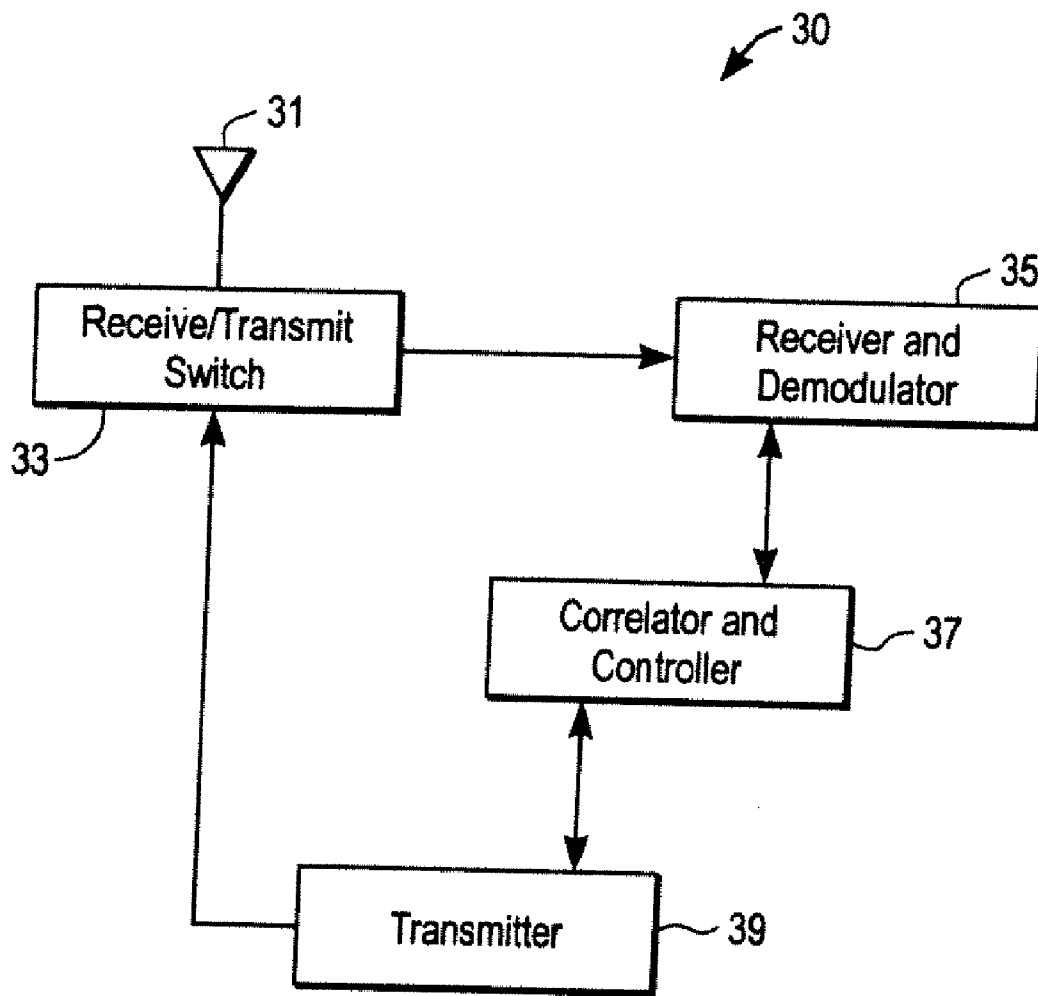 30
31
35
Receive/Transmit
Switch
Receiver and
Demodulator
33
Correlator and
Controller
37
Transmitter
39